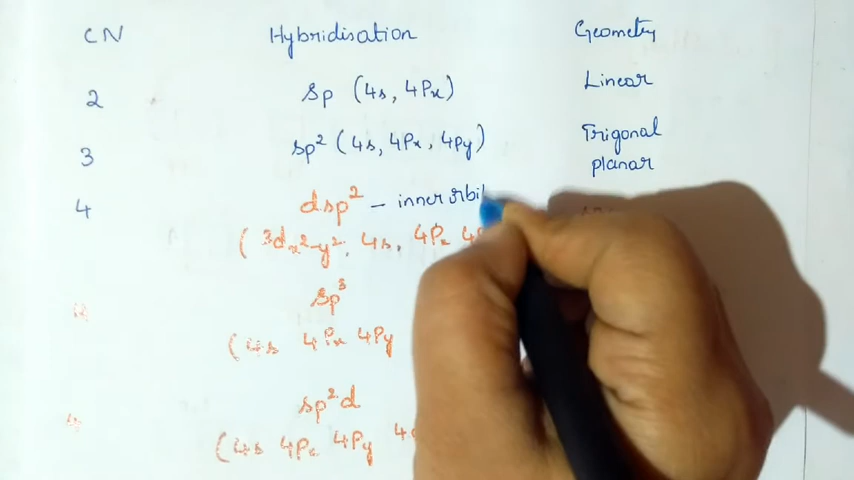 CN Hybridisation Geometry
2 sp (4s, 4Px) Linear
3 sp² (4s, 4Px, 4Py) Trigonal
planar
4 dsp² – inner orbi
(3dx²-y², 4s, 4Px
sp³
(4s 4Px 4Py
sp²d
(4s 4Px 4Py